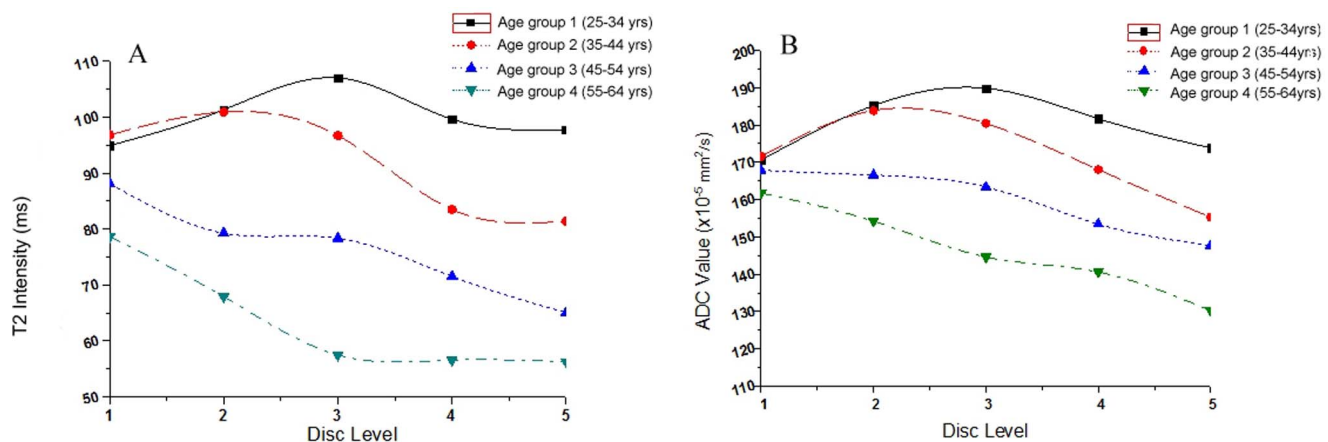 A
Age group 1 (25-34 yrs)
Age group 2 (35-44 yrs)
Age group 3 (45-54 yrs)
Age group 4 (55-64 yrs)
110
100
90
80
70
60
50
T2 Intensity (ms)
1 2 3 4 5
Disc Level
B
Age group 1 (25-34yrs)
Age group 2 (35-44yrs)
Age group 3 (45-54yrs)
Age group 4 (55-64yrs)
200
190
180
170
160
150
140
130
120
110
ADC Value (x10⁻⁵ mm²/s)
1 2 3 4 5
Disc Level